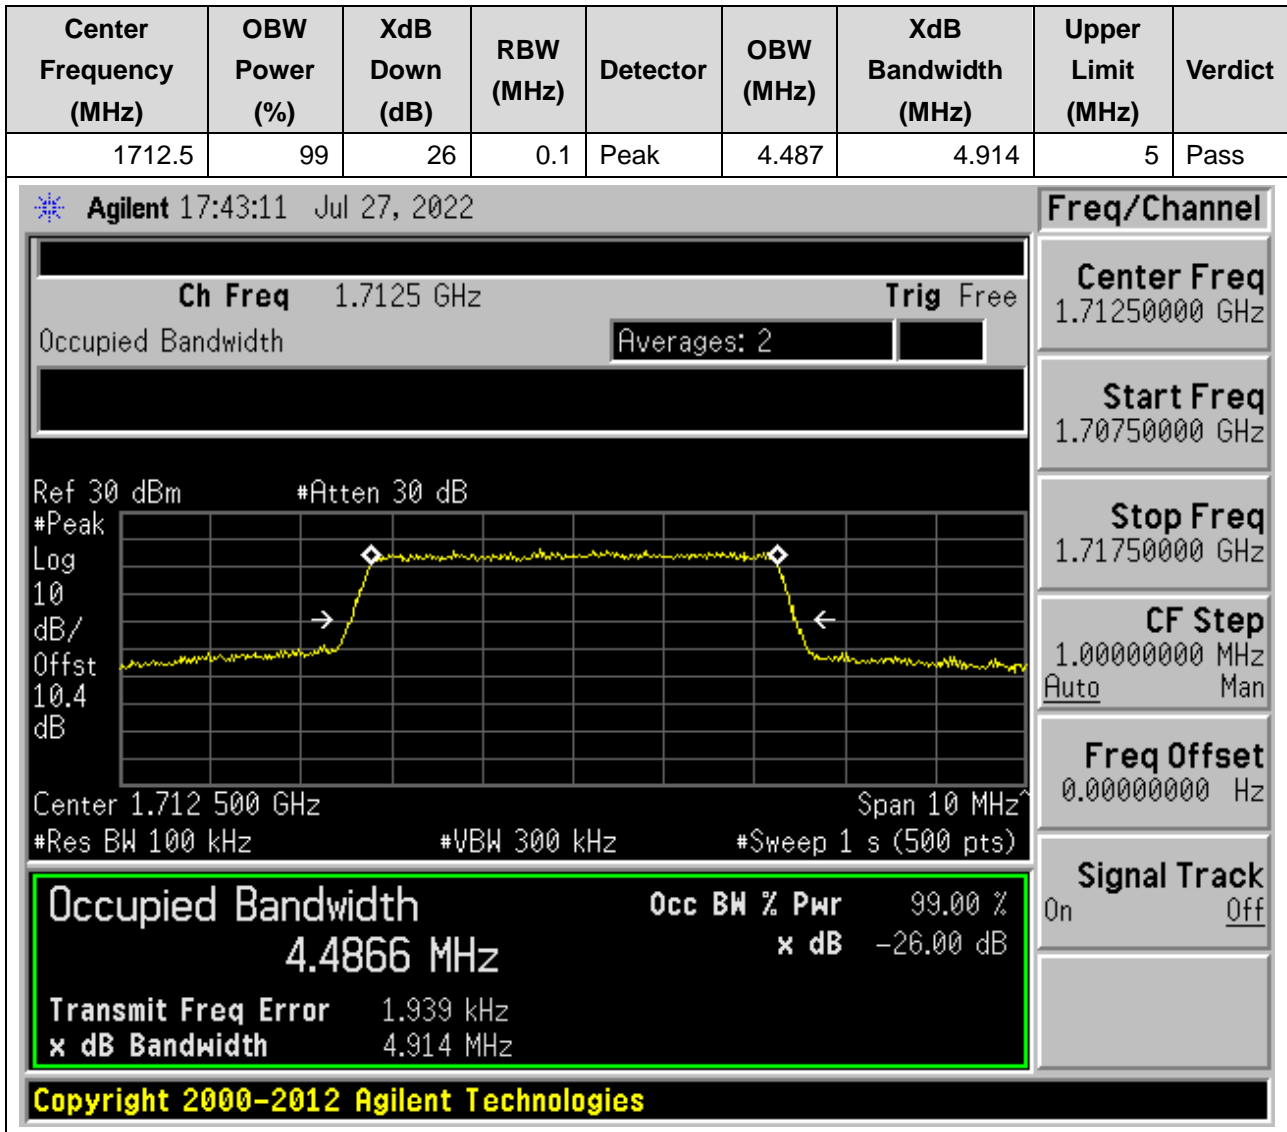 Center Frequency (MHz) OBW Power (%) XdB Down (dB) RBW (MHz) Detector OBW (MHz) XdB Bandwidth (MHz) Upper Limit (MHz) Verdict
1712.5 99 26 0.1 Peak 4.487 4.914 5 Pass
Agilent 17:43:11 Jul 27, 2022
Freq/Channel
Ch Freq 1.7125 GHz Trig Free
Occupied Bandwidth Averages: 2
Center Freq
1.71250000 GHz
Start Freq
1.70750000 GHz
Stop Freq
1.71750000 GHz
CF Step
1.00000000 MHz
Auto Man
Freq Offset
0.00000000 Hz
Signal Track
On Off
Ref 30 dBm #Atten 30 dB
#Peak
Log
10
dB/
Offst
10.4
dB
Center 1.712 500 GHz Span 10 MHz^
#Res BW 100 kHz #VBW 300 kHz #Sweep 1 s (500 pts)
Occupied Bandwidth Occ BW % Pwr 99.00 %
4.4866 MHz x dB -26.00 dB
Transmit Freq Error 1.939 kHz
x dB Bandwidth 4.914 MHz
Copyright 2000-2012 Agilent Technologies